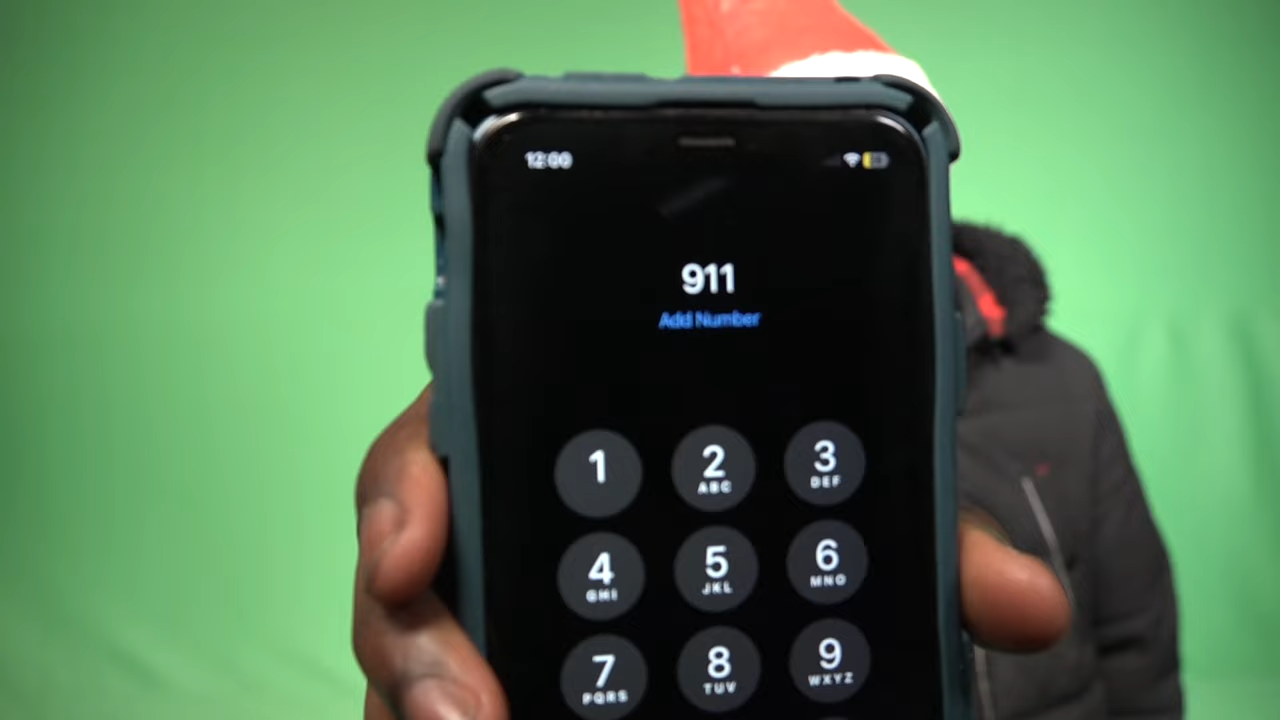 12:00
911
Add Number
1 2 3
ABC DEF
4 5 6
GHI JKL MNO
7 8 9
PQRS TUV WXYZ